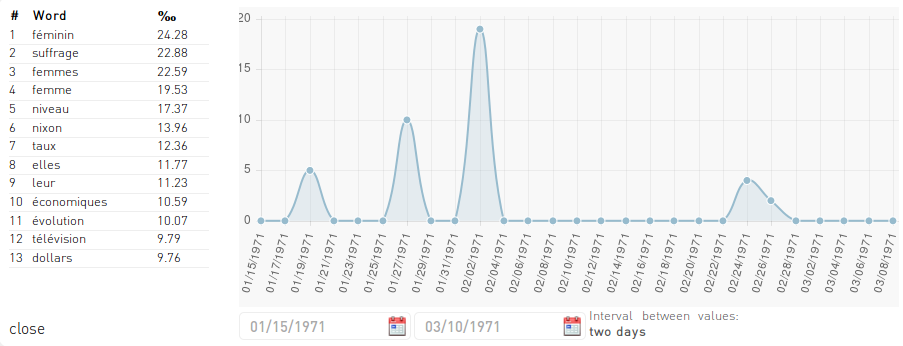 # Word ‰
1 féminin 24.28
2 suffrage 22.88
3 femmes 22.59
4 femme 19.53
5 niveau 17.37
6 nixon 13.96
7 taux 12.36
8 elles 11.77
9 leur 11.23
10 économiques 10.59
11 évolution 10.07
12 télévision 9.79
13 dollars 9.76
close
20
15
10
5
0
01/15/1971
01/17/1971
01/19/1971
01/21/1971
01/23/1971
01/25/1971
01/27/1971
01/29/1971
01/31/1971
02/02/1971
02/04/1971
02/06/1971
02/08/1971
02/10/1971
02/12/1971
02/14/1971
02/16/1971
02/18/1971
02/20/1971
02/22/1971
02/24/1971
02/26/1971
02/28/1971
03/02/1971
03/04/1971
03/06/1971
03/08/1971
01/15/1971
03/10/1971
Interval between values:
two days